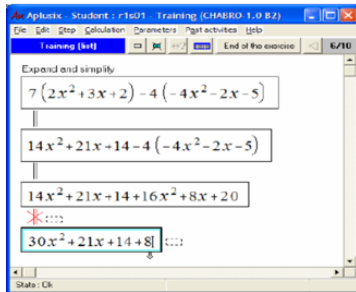 Aplusix - Student : r1s01 - Training (CHABRO-1.0 B2)
File Edit Step Calculation Parameters Past activities Help
Training (list) End of the exercise 6/10
Expand and simplify
7(2x²+3x+2)-4(-4x²-2x-5)
14x²+21x+14-4(-4x²-2x-5)
14x²+21x+14+16x²+8x+20
30x²+21x+14+8
State : Ok